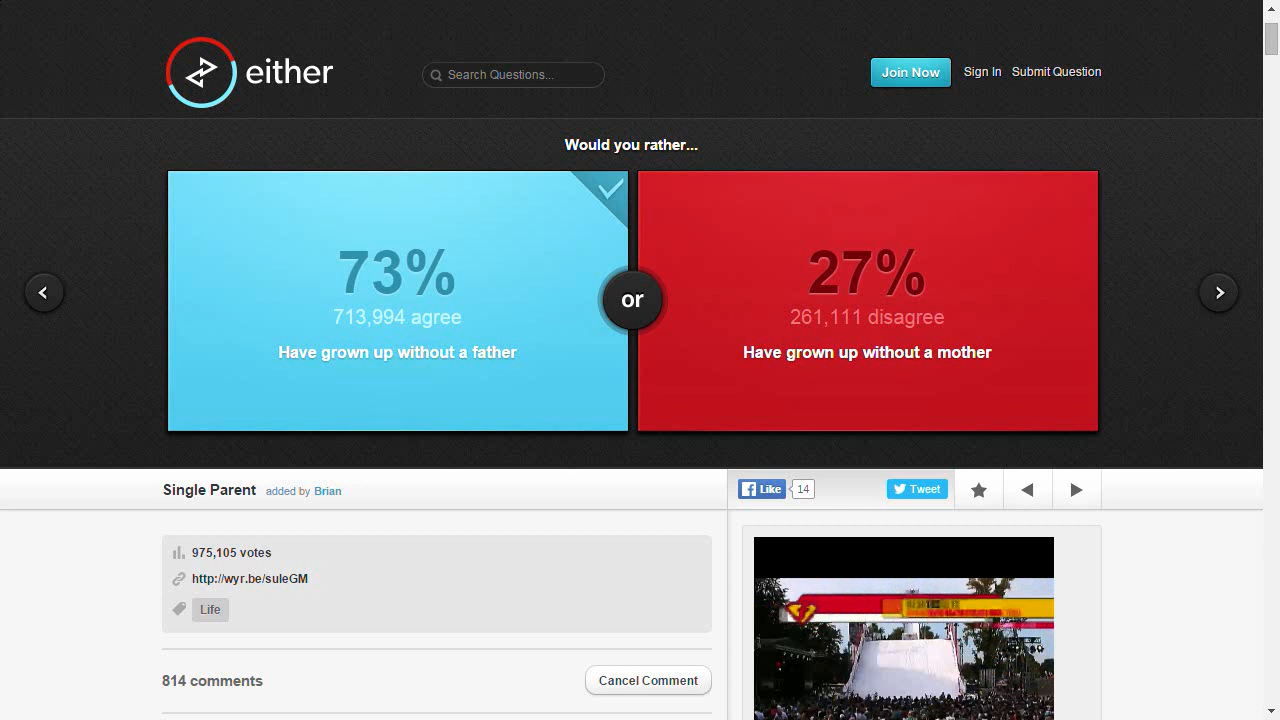 either
Search Questions...
Join Now
Sign In
Submit Question
Would you rather...
73%
713,994 agree
Have grown up without a father
or
27%
261,111 disagree
Have grown up without a mother
Single Parent added by Brian
Like
14
Tweet
975,105 votes
http://wyr.be/suleGM
Life
814 comments
Cancel Comment